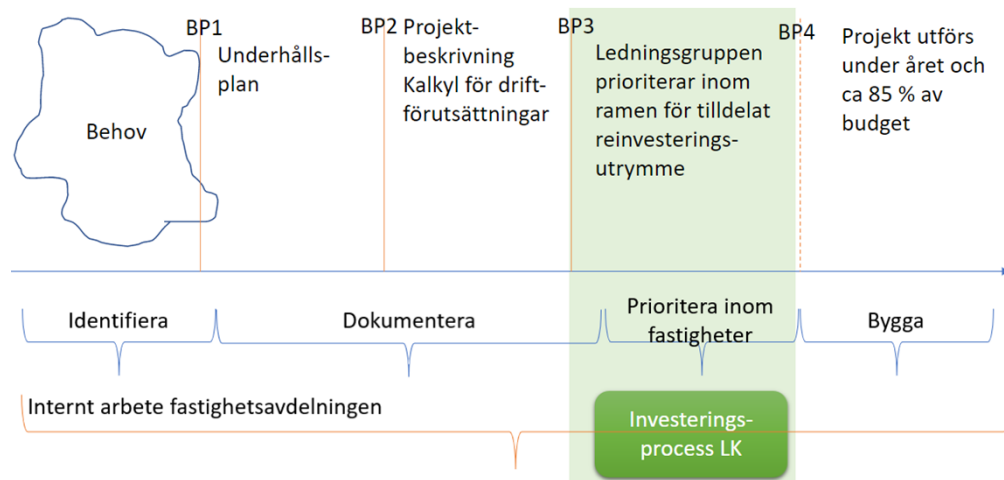 Behov
BP1
Underhålls-
plan
BP2
Projekt-
beskrivning
Kalkyl för drift-
förutsättningar
BP3
Ledningsgruppen
prioriterar inom
ramen för tilldelat
reinvesterings-
utrymme
BP4
Projekt utförs
under året och
ca 85 % av
budget
Identifiera
Dokumentera
Prioritera inom
fastigheter
Bygga
Internt arbete fastighetsavdelningen
Investerings-
process LK